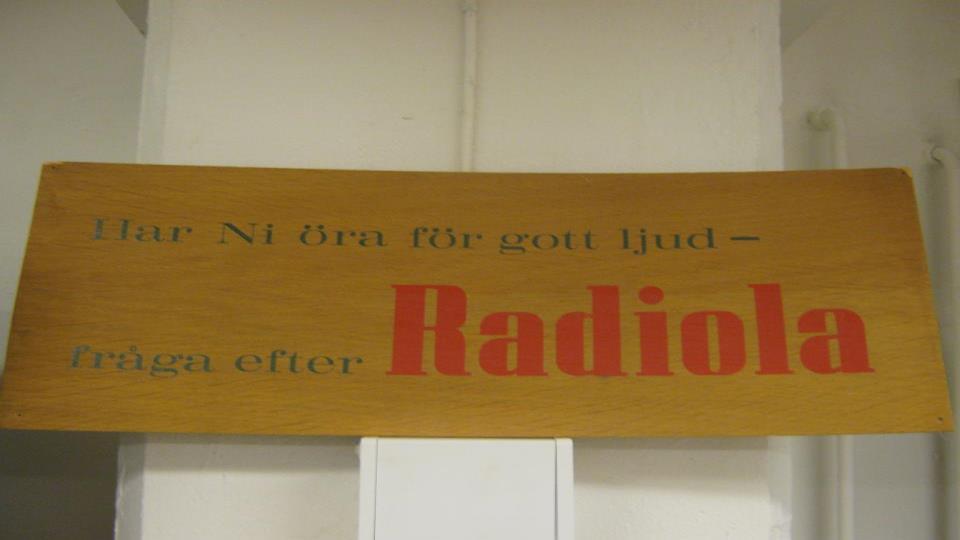 Har Ni öra för gott ljud –
fråga efter Radiola